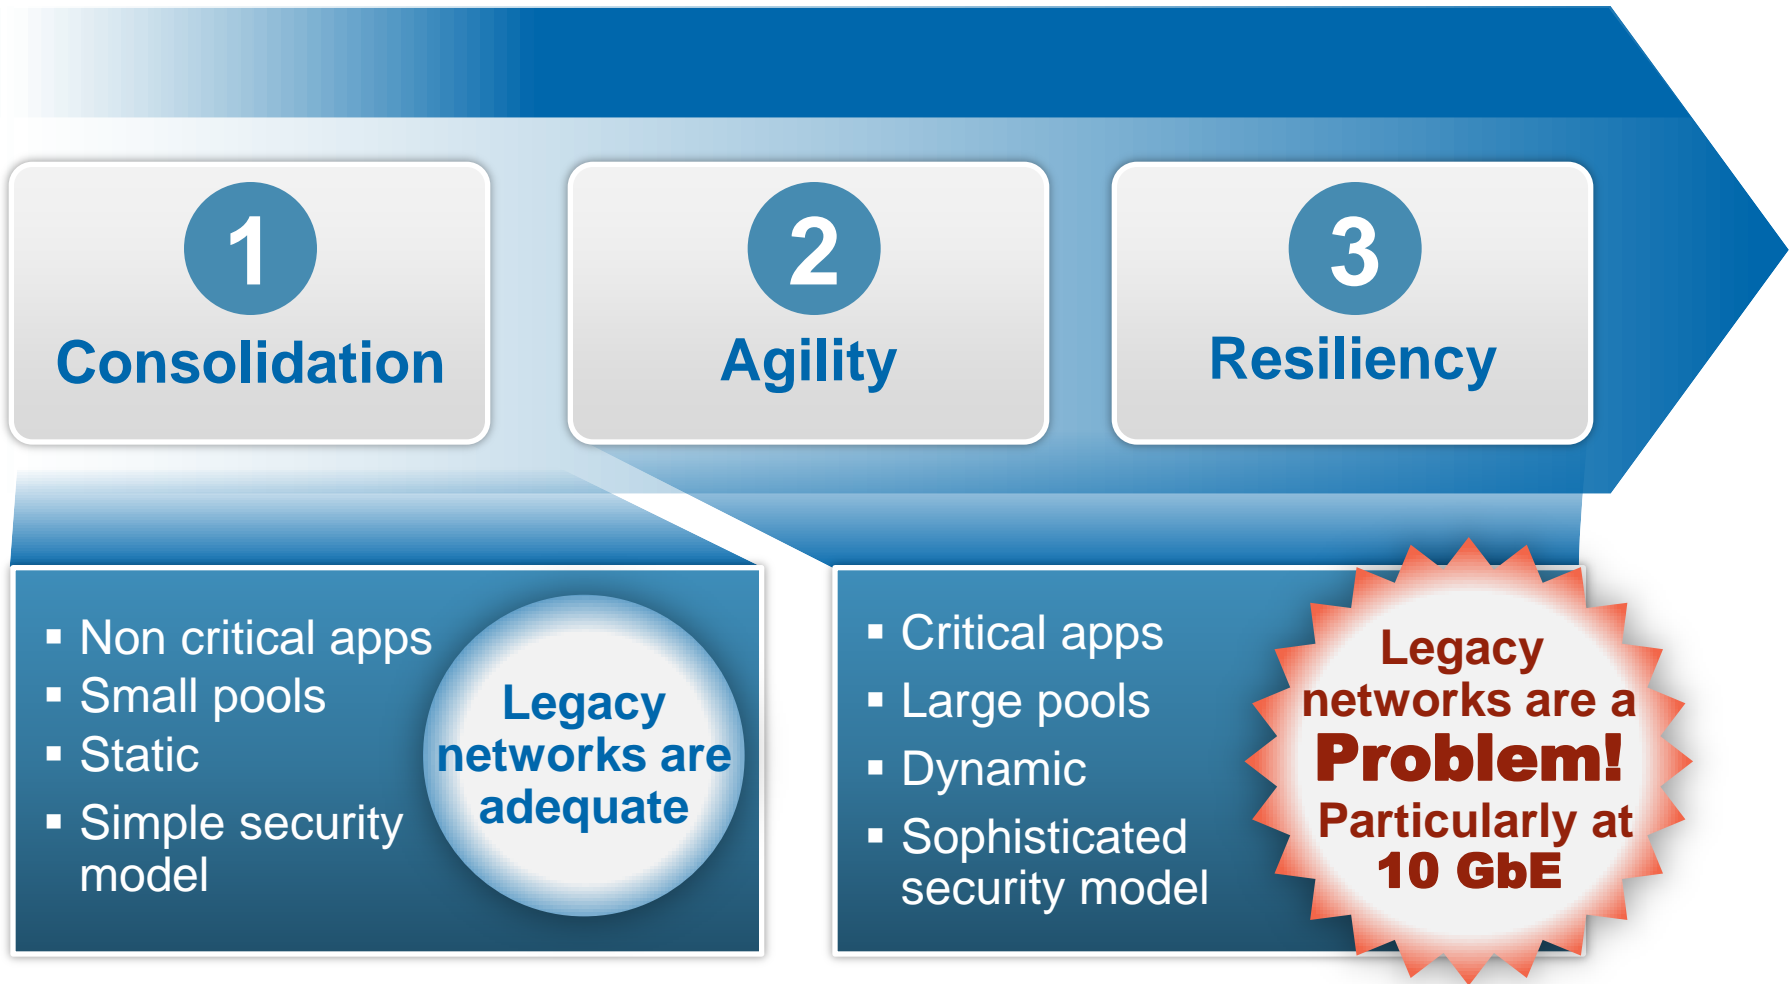 1
Consolidation
2
Agility
3
Resiliency
▪ Non critical apps
▪ Small pools
▪ Static
▪ Simple security
model
Legacy
networks are
adequate
▪ Critical apps
▪ Large pools
▪ Dynamic
▪ Sophisticated
security model
Legacy
networks are a
Problem!
Particularly at
10 GbE